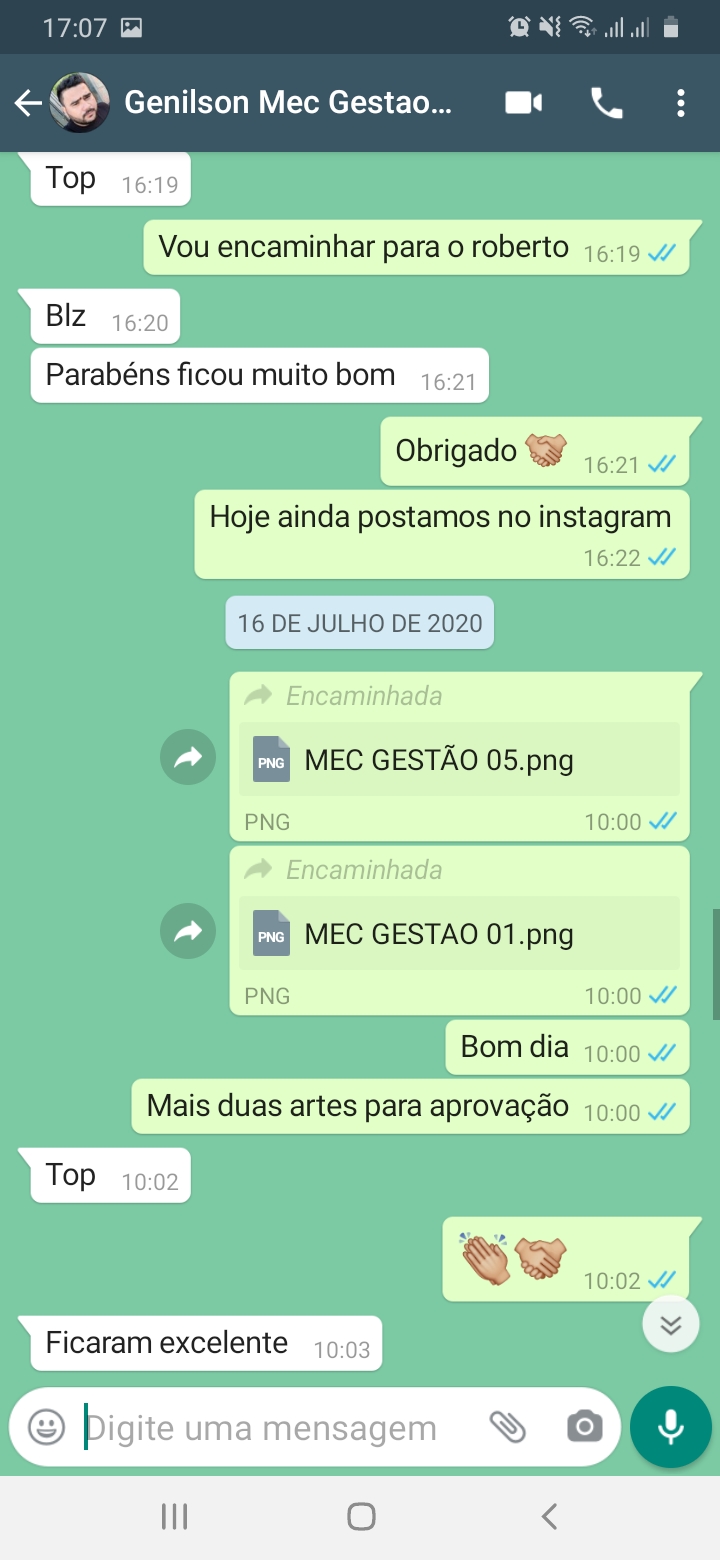 17:07
Genilson Mec Gestao...
Top 16:19
Vou encaminhar para o roberto 16:19
Blz 16:20
Parabéns ficou muito bom 16:21
Obrigado 🤝 16:21
Hoje ainda postamos no instagram
16:22
16 DE JULHO DE 2020
Encaminhada
PNG MEC GESTÃO 05.png
PNG 10:00
Encaminhada
PNG MEC GESTAO 01.png
PNG 10:00
Bom dia 10:00
Mais duas artes para aprovação 10:00
Top 10:02
👏🤝 10:02
Ficaram excelente 10:03
Digite uma mensagem